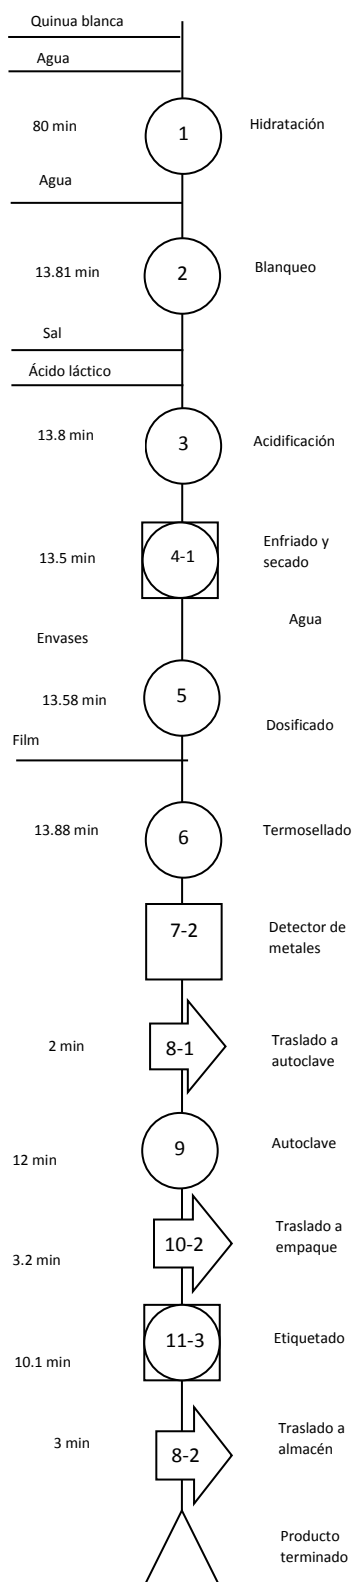 Quinua blanca
Agua
80 min
1
Hidratación
Agua
13.81 min
2
Blanqueo
Sal
Ácido láctico
13.8 min
3
Acidificación
13.5 min
4-1
Enfriado y
secado
Agua
Envases
13.58 min
5
Dosificado
Film
13.88 min
6
Termosellado
7-2
Detector de
metales
2 min
8-1
Traslado a
autoclave
12 min
9
Autoclave
3.2 min
10-2
Traslado a
empaque
10.1 min
11-3
Etiquetado
3 min
8-2
Traslado a
almacén
Producto
terminado